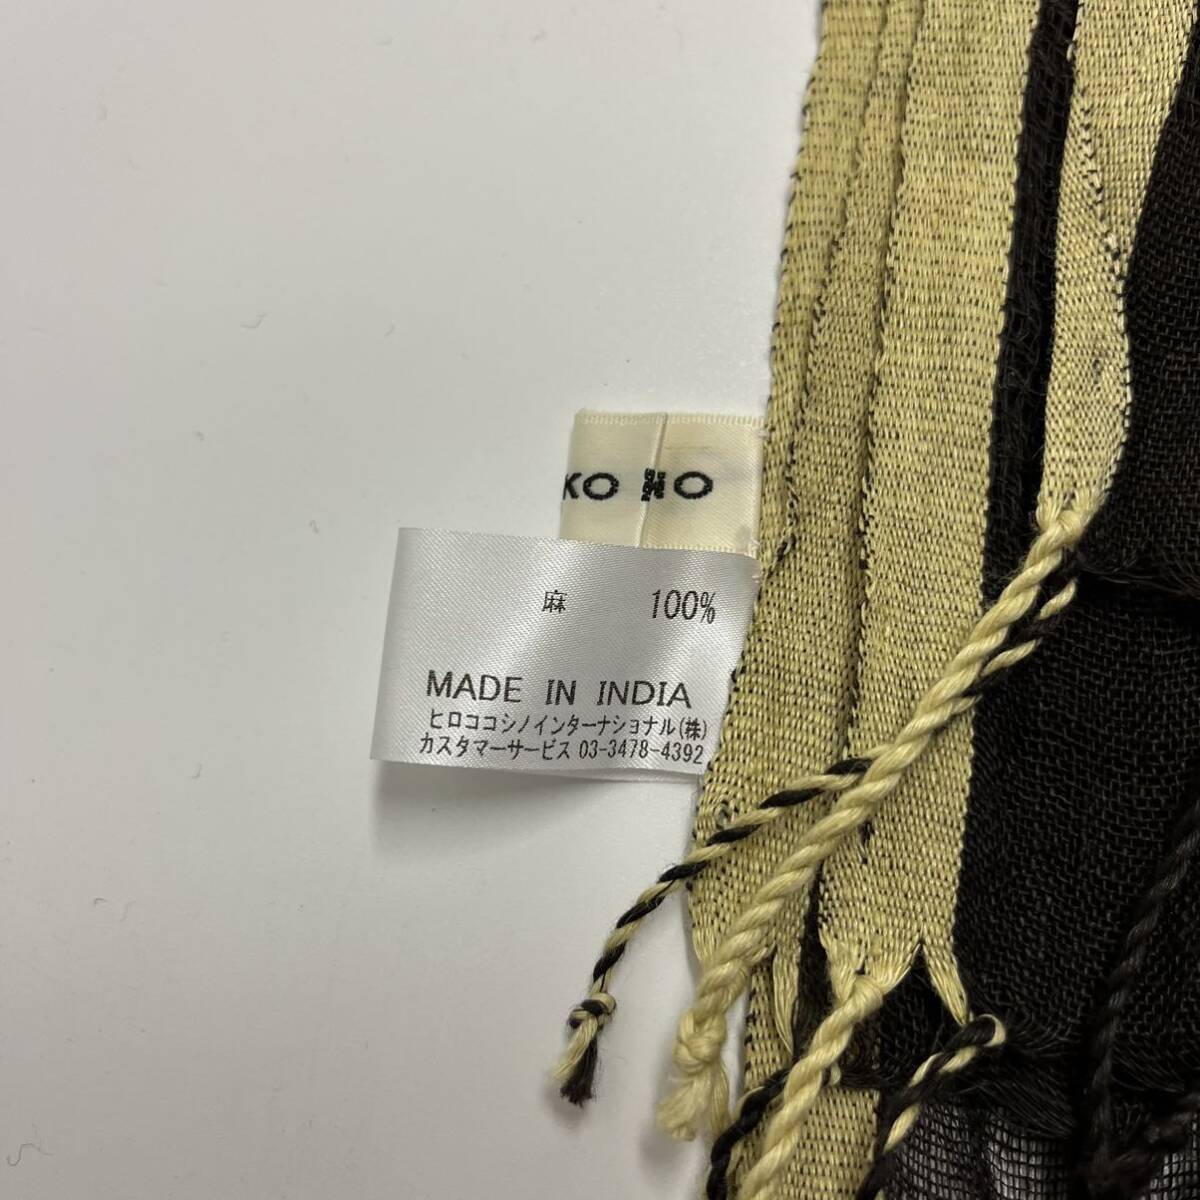 KO
O
麻 100%
MADE IN INDIA
ヒロココシノインターナショナル(株)
カスタマーサービス 03-3478-4392